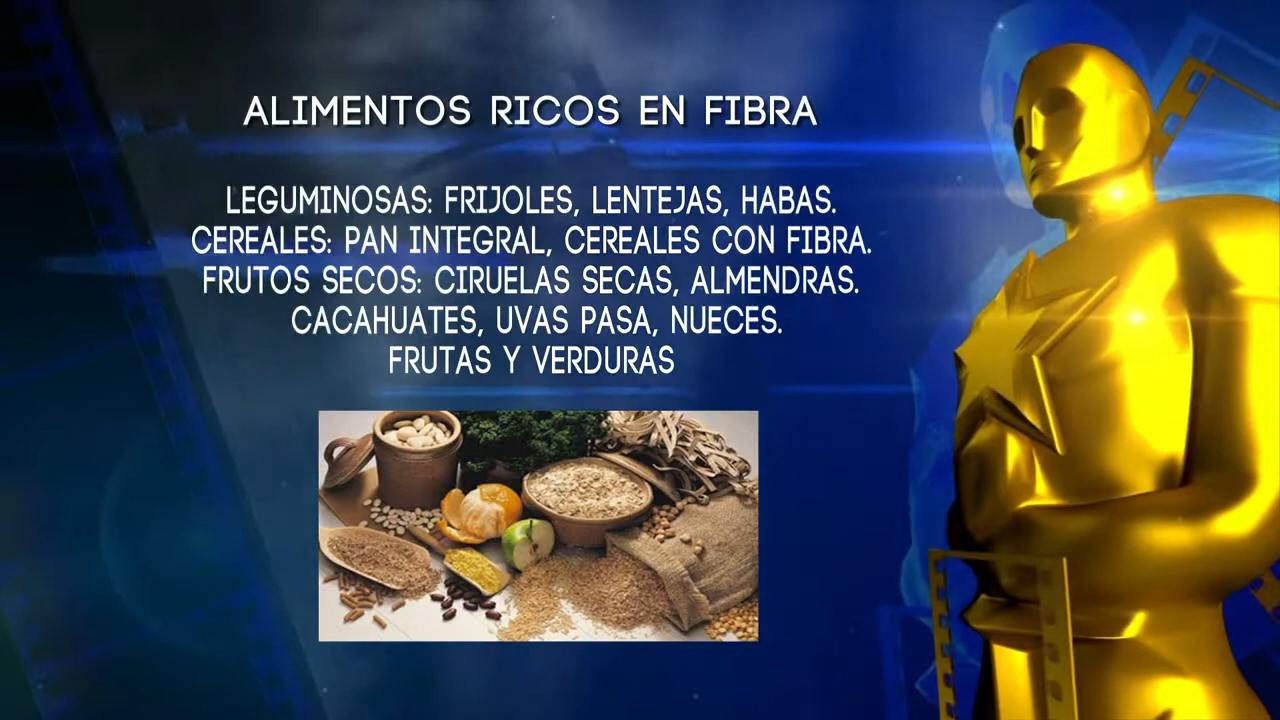 ALIMENTOS RICOS EN FIBRA
LEGUMINOSAS: FRIJOLES, LENTEJAS, HABAS.
CEREALES: PAN INTEGRAL, CEREALES CON FIBRA.
FRUTOS SECOS: CIRUELAS SECAS, ALMENDRAS.
CACAHUATES, UVAS PASA, NUECES.
FRUTAS Y VERDURAS